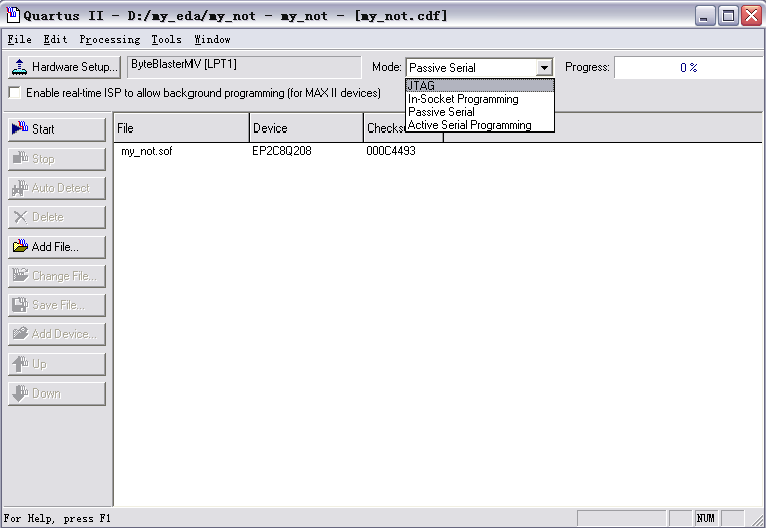 Quartus II - D:/my_eda/my_not - my_not - [my_not.cdf]
File Edit Processing Tools Window
Hardware Setup... ByteBlasterMV [LPT1] Mode: Passive Serial Progress: 0 %
JTAG
In-Socket Programming
Passive Serial
Active Serial Programming
Enable real-time ISP to allow background programming (for MAX II devices)
Start
Stop
Auto Detect
Delete
Add File...
Change File...
Save File...
Add Device...
Up
Down
File Device Checks
my_not.sof EP2C8Q208 000C4493
For Help, press F1 NUM